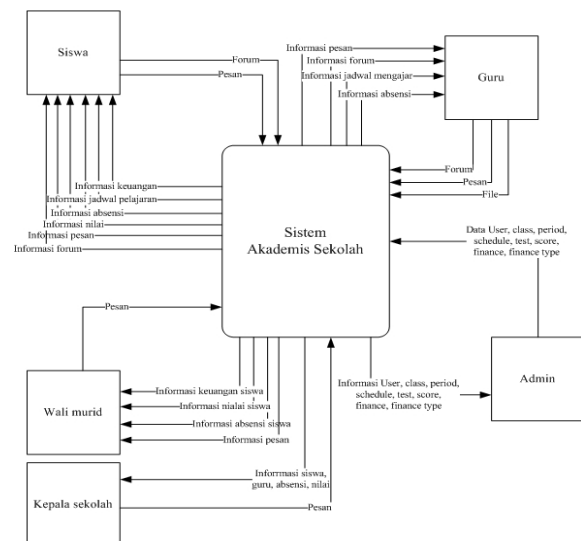 Siswa
Forum
Pesan
Informasi pesan
Informasi forum
Informasi jadwal mengajar
Informasi absensi
Guru
Forum
Pesan
File
Informasi keuangan
Informasi jadwal pelajaran
Informasi absensi
Informasi nilai
Informasi pesan
Informasi forum
Sistem
Akademis Sekolah
Data User, class, period,
schedule, test, score,
finance, finance type
Pesan
Wali murid
Informasi keuangan siswa
Informasi nialai siswa
Informasi absensi siswa
Informasi pesan
Informasi User, class, period,
schedule, test, score,
finance, finance type
Admin
Kepala sekolah
Inforrmasi siswa,
guru, absensi, nilai
Pesan